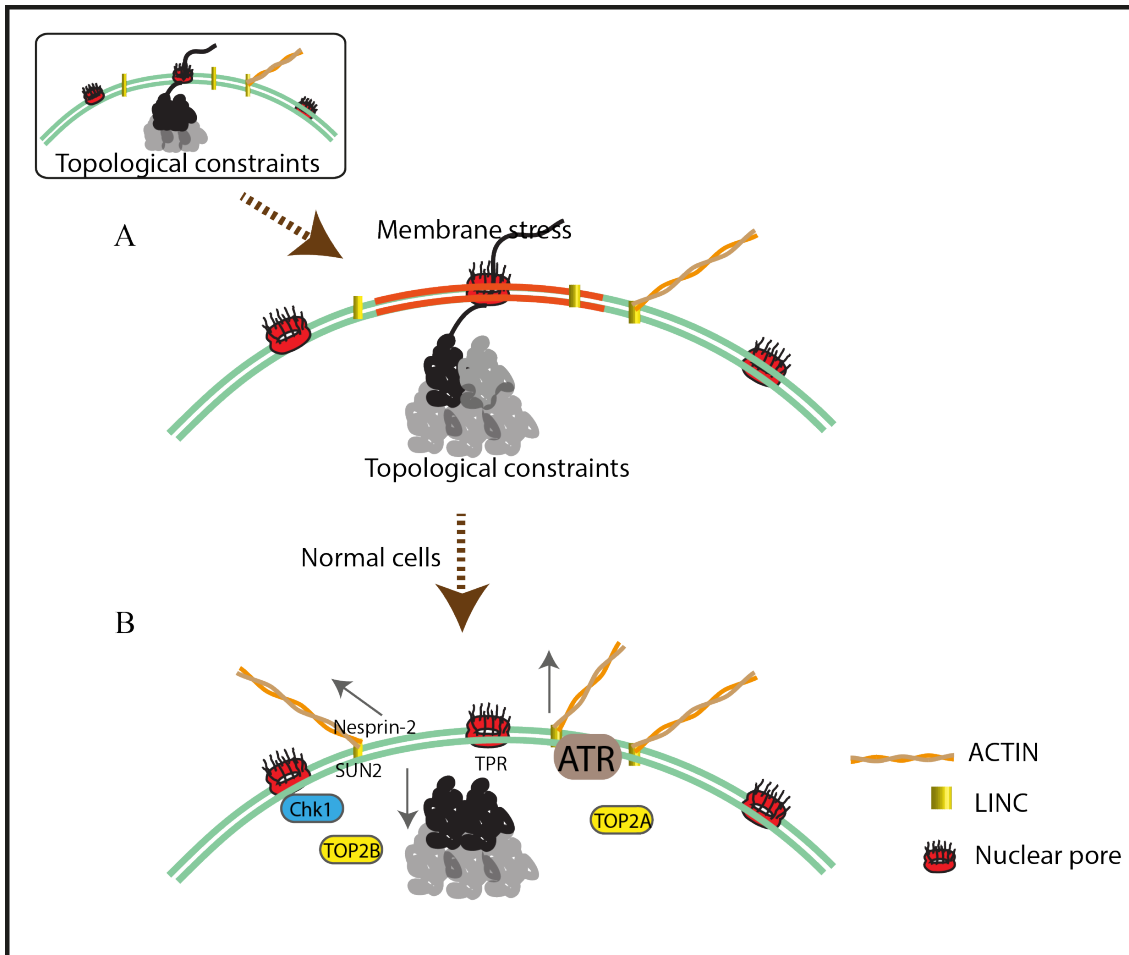 Topological constraints
A
Membrane stress
Topological constraints
Normal cells
B
Nesprin-2
SUN2
TPR
ATR
Chk1
TOP2B
TOP2A
ACTIN
LINC
Nuclear pore